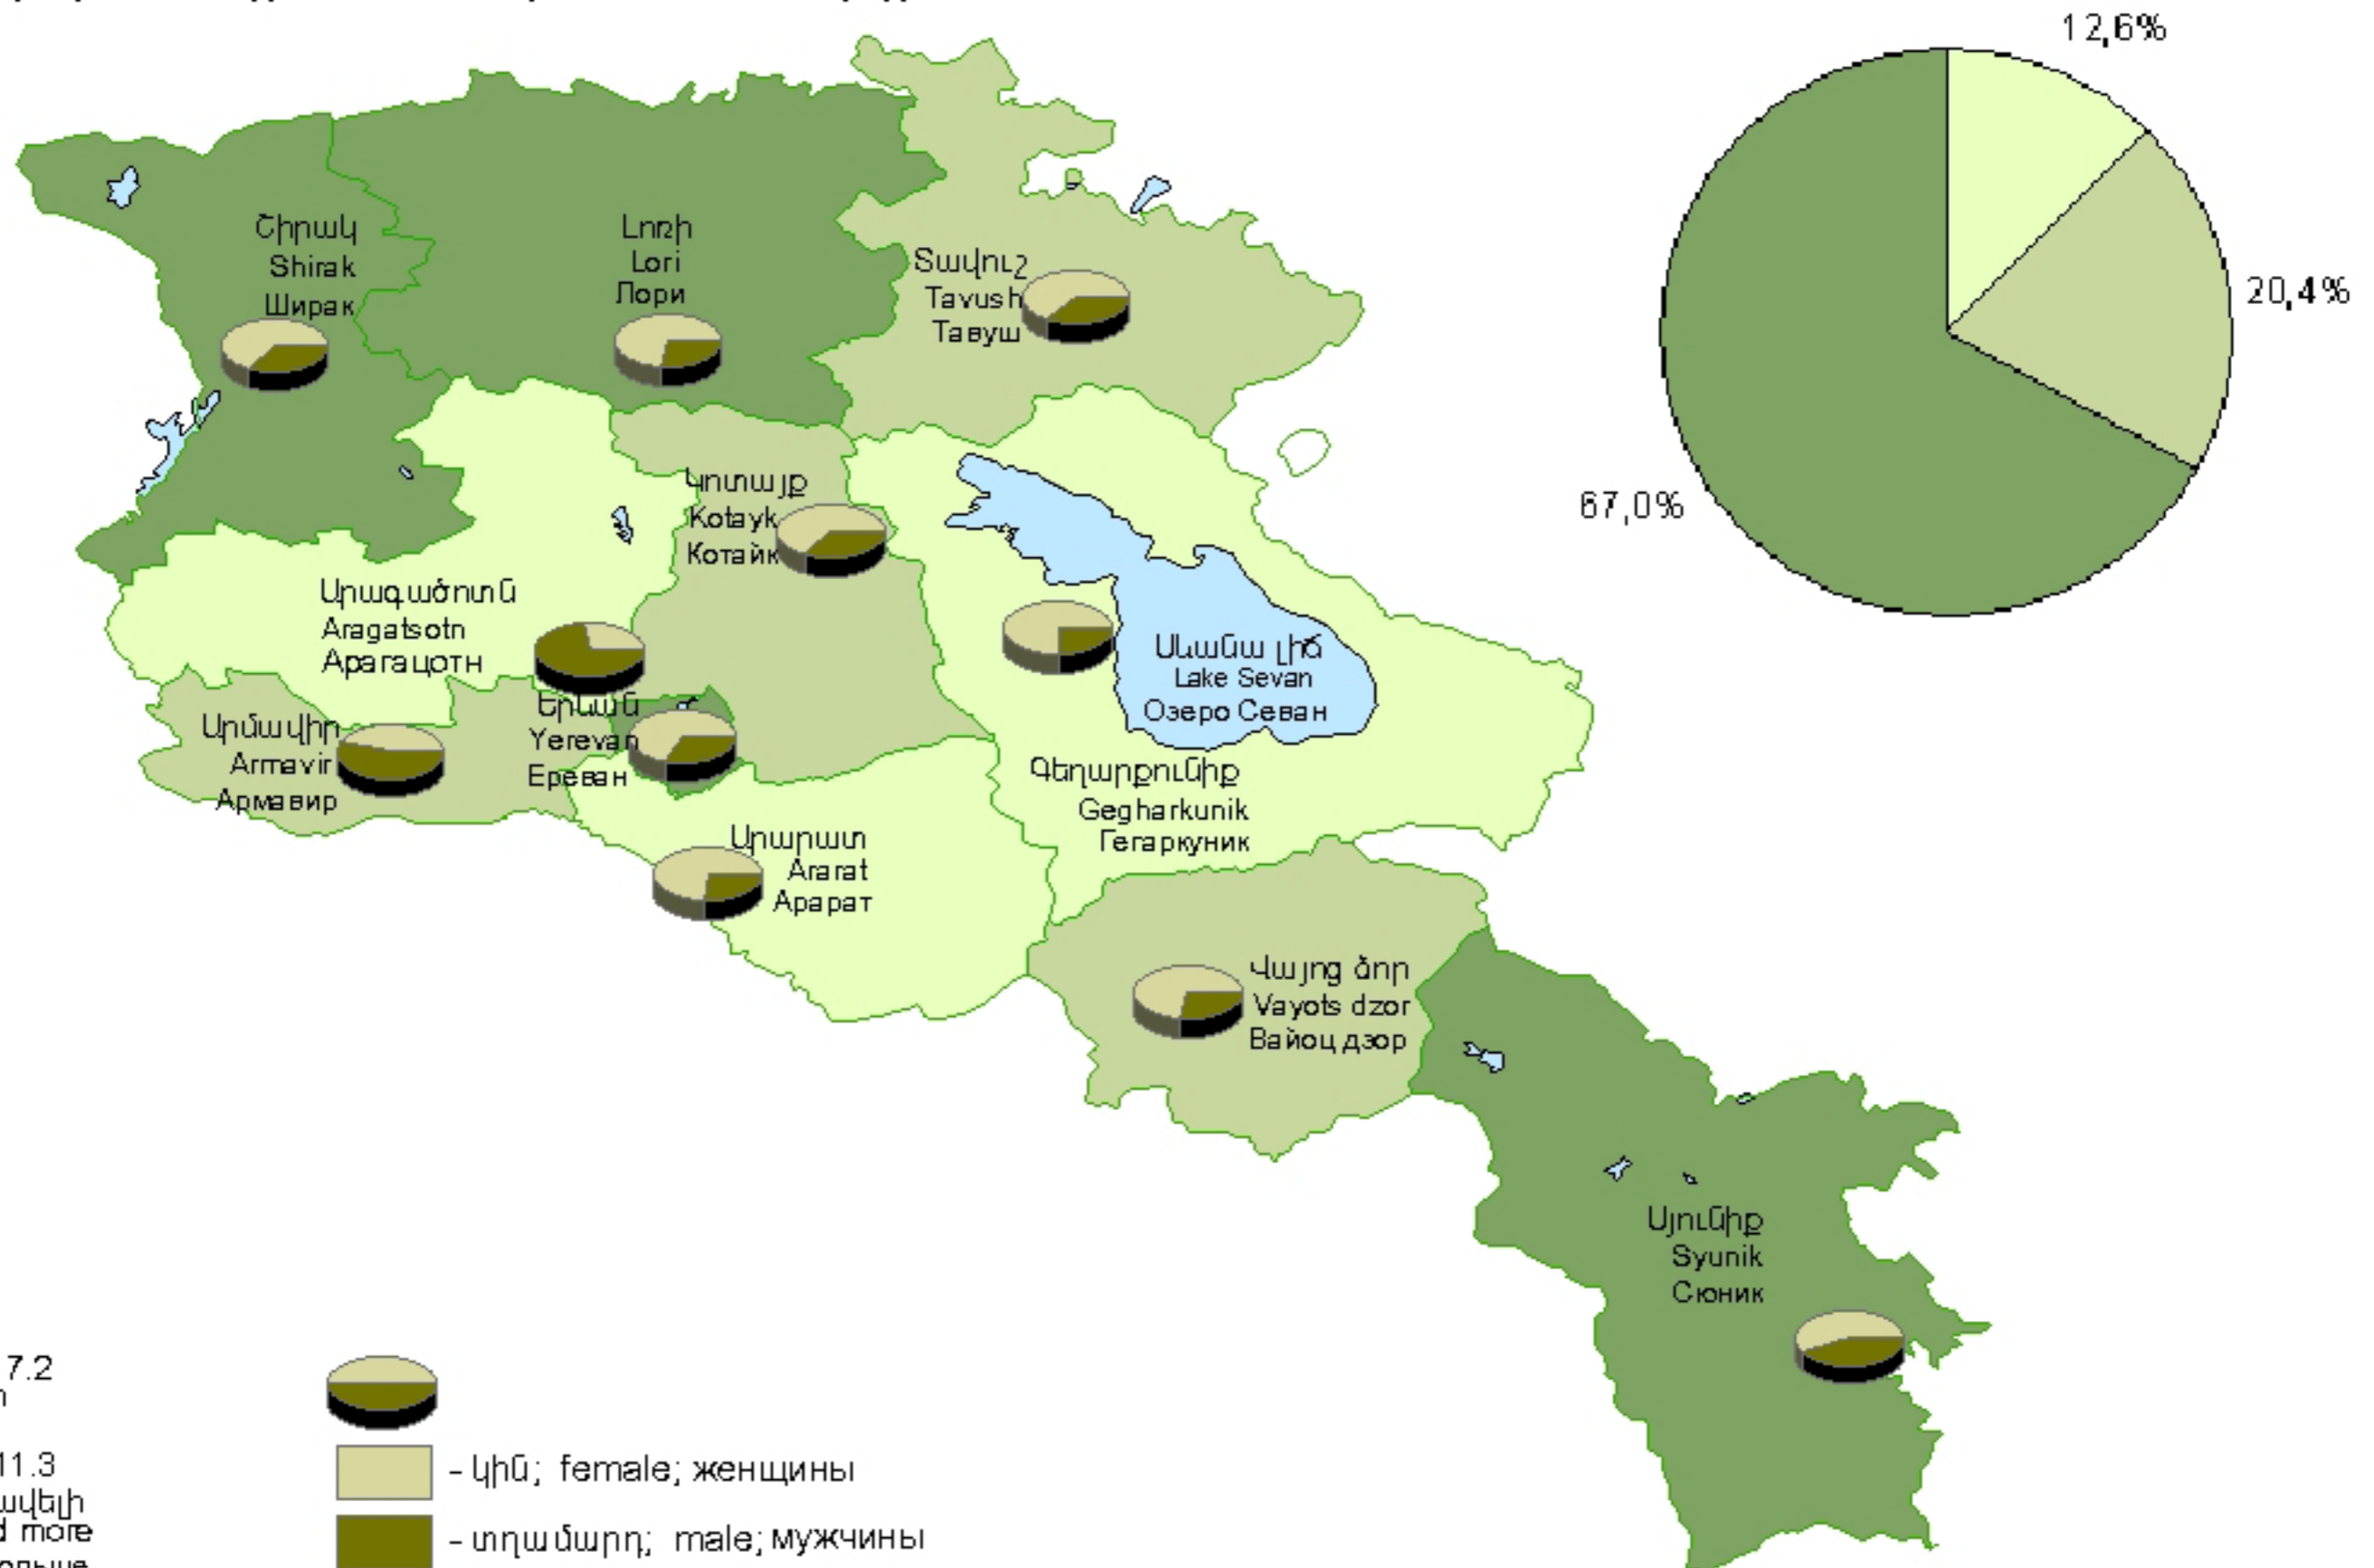 12,6%
20,4%
67,0%
Շիրակ
Shirak
Ширак
Լոռի
Lori
Лори
Տավուշ
Tavush
Тавуш
Կոտայք
Kotayk
Котайк
Արագածոտն
Aragatsotn
Арагацотн
Սևանա լիճ
Lake Sevan
Озеро Севан
Երևան
Yerevan
Ереван
Արմավիր
Armavir
Армавир
Գեղարքունիք
Gegharkunik
Гегаркуник
Արարատ
Ararat
Арарат
Վայոց ձոր
Vayots dzor
Вайоц дзор
Սյունիք
Syunik
Сюник
7.2
11.3
more
- կին; female; женщины
- տղամարդ; male; мужчины